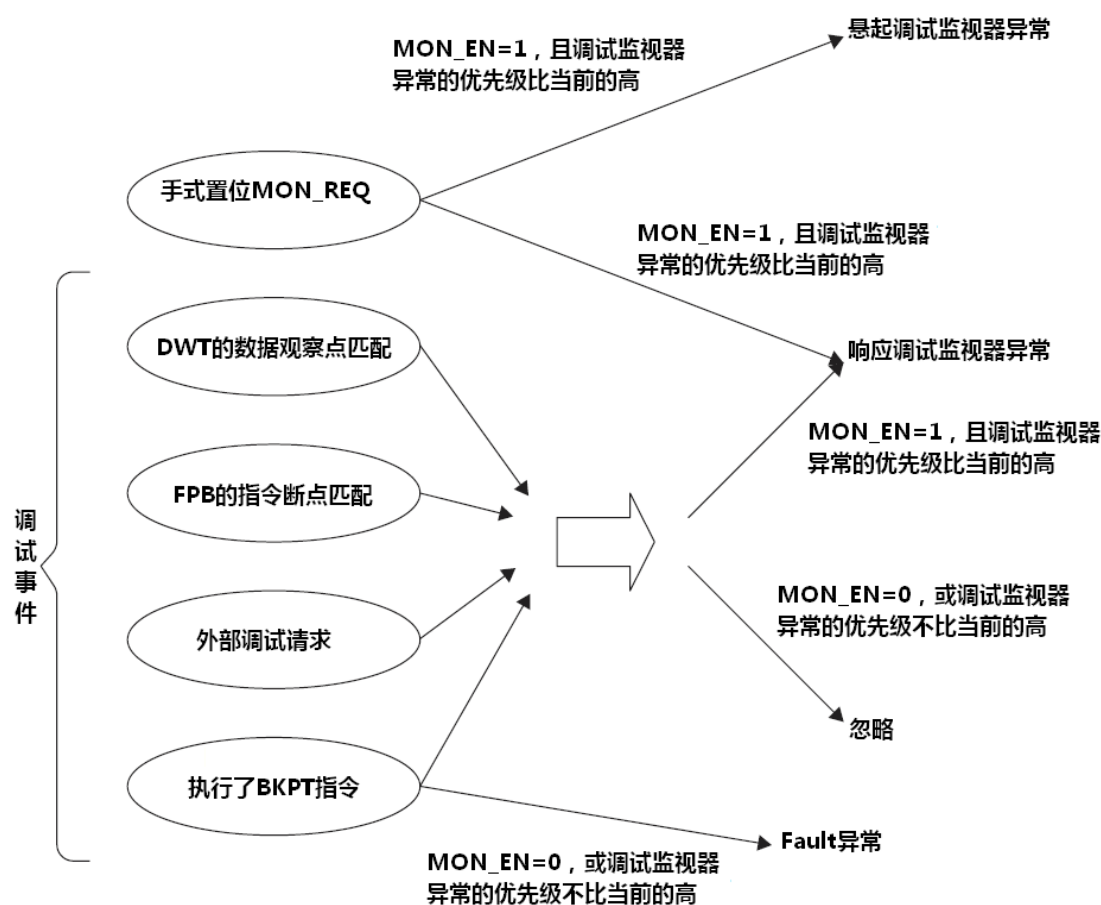 悬起调试监视器异常
MON_EN=1，且调试监视器
异常的优先级比当前的高
手式置位MON_REQ
MON_EN=1，且调试监视器
异常的优先级比当前的高
DWT的数据观察点匹配
响应调试监视器异常
MON_EN=1，且调试监视器
异常的优先级比当前的高
FPB的指令断点匹配
调试事件
MON_EN=0，或调试监视器
异常的优先级不比当前的高
外部调试请求
忽略
执行了BKPT指令
Fault异常
MON_EN=0，或调试监视器
异常的优先级不比当前的高